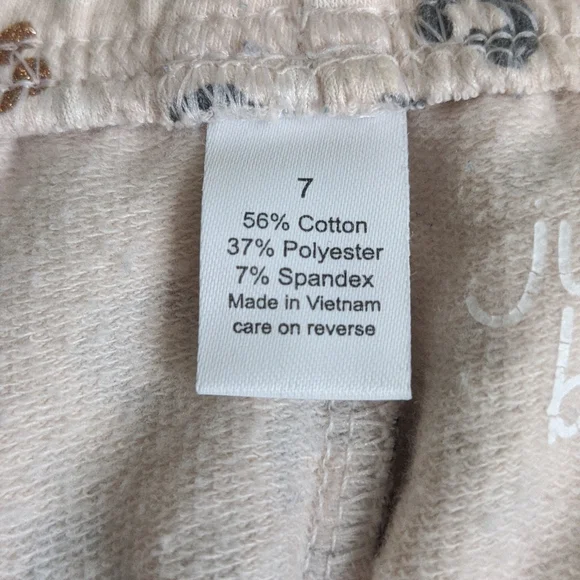 7
56% Cotton
37% Polyester
7% Spandex
Made in Vietnam
care on reverse